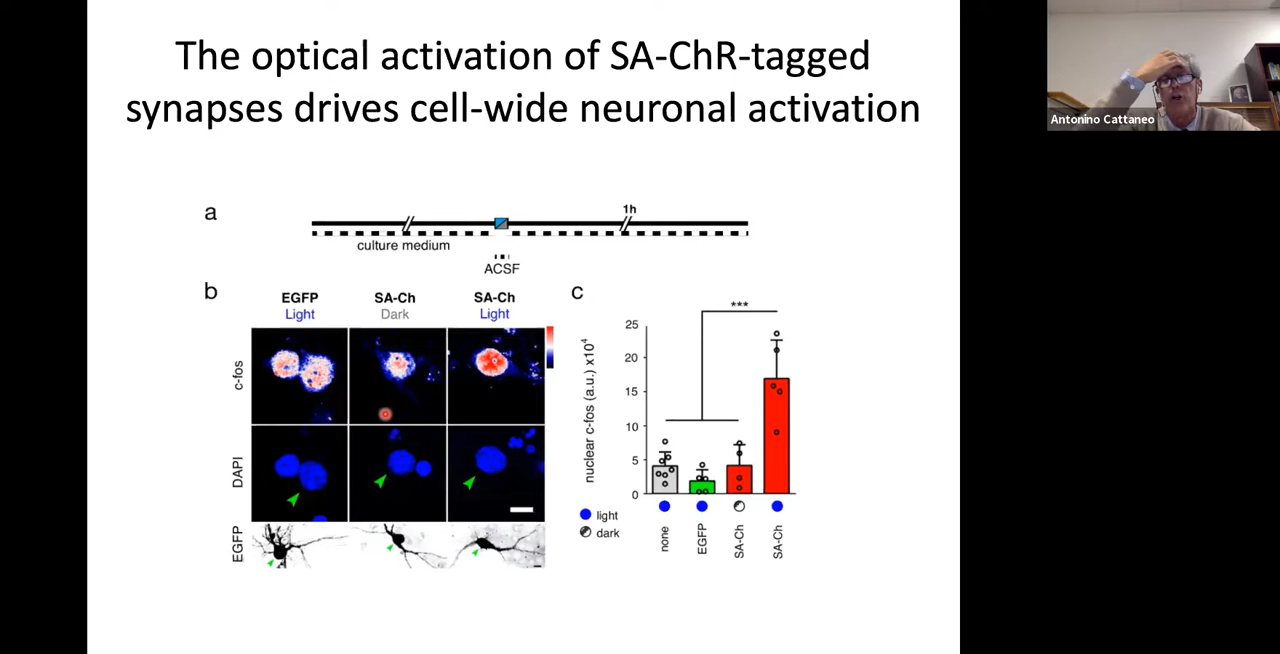 The optical activation of SA-ChR-tagged
synapses drives cell-wide neuronal activation
Antonino Cattaneo
a
1h
culture medium
ACSF
b
EGFP
Light
SA-Ch
Dark
SA-Ch
Light
c-fos
DAPI
EGFP
c
***
nuclear c-fos (a.u.) x10⁴
25
20
15
10
5
0
light
dark
none
EGFP
SA-Ch
SA-Ch